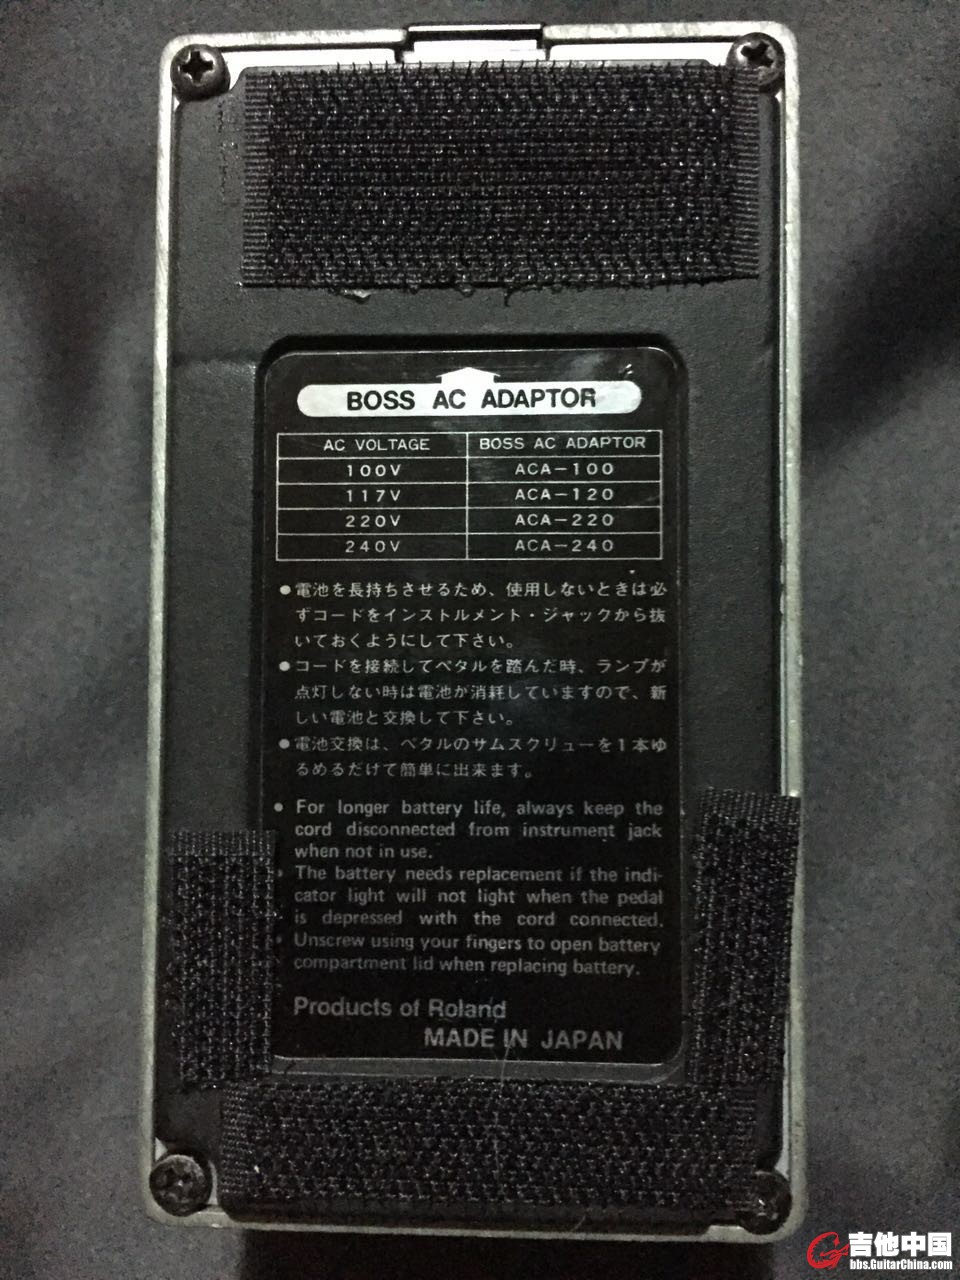 BOSS AC ADAPTOR
AC VOLTAGE BOSS AC ADAPTOR
100V ACA-100
117V ACA-120
220V ACA-220
240V ACA-240
●電池を長持ちさせるため、使用しないときは必
ずコードをインストルメント・ジャックから抜
いておくようにして下さい。
●コードを接続してペタルを踏んだ時、ランプが
点灯しない時は電池が消耗していますので、新
しい電池と交換して下さい。
●電池交換は、ペタルのサムスクリューを1本ゆ
るめるだけで簡単に出来ます。
● For longer battery life, always keep the
cord disconnected from instrument jack
when not in use.
● The battery needs replacement if the indi-
cator light will not light when the pedal
is depressed with the cord connected.
● Unscrew using your fingers to open battery
compartment lid when replacing battery.
Products of Roland
MADE IN JAPAN
吉他中国
bbs.GuitarChina.com